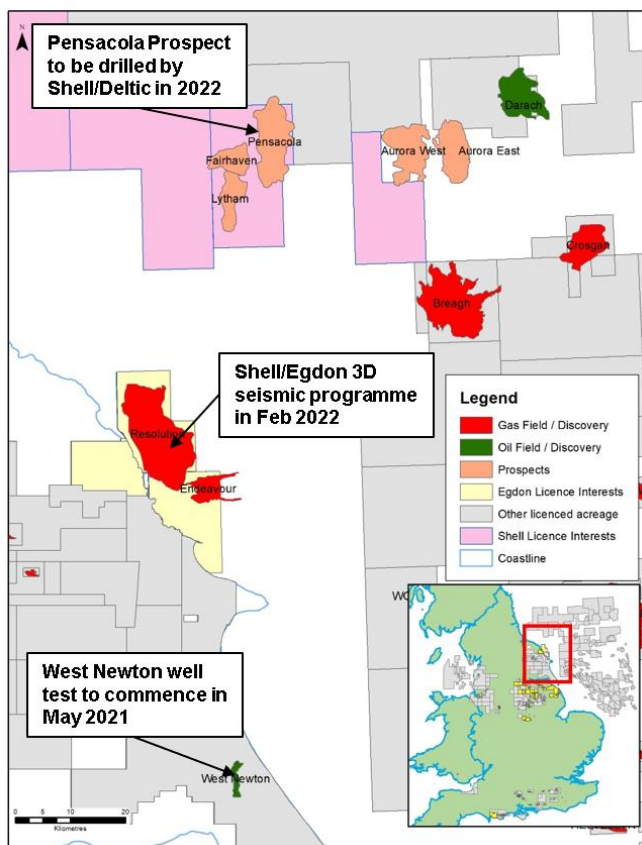 N
Pensacola Prospect
to be drilled by
Shell/Deltic in 2022
Darach
Pensacola
Aurora West
Aurora East
Fairhaven
Lytham
Crosgan
Breagh
Shell/Egdon 3D
seismic programme
in Feb 2022
Resolution
Endeavour
Legend
Gas Field / Discovery
Oil Field / Discovery
Prospects
Egdon Licence Interests
Other licenced acreage
Shell Licence Interests
Coastline
West Newton well
test to commence in
May 2021
West Newton
0 5 10 20
Kilometres